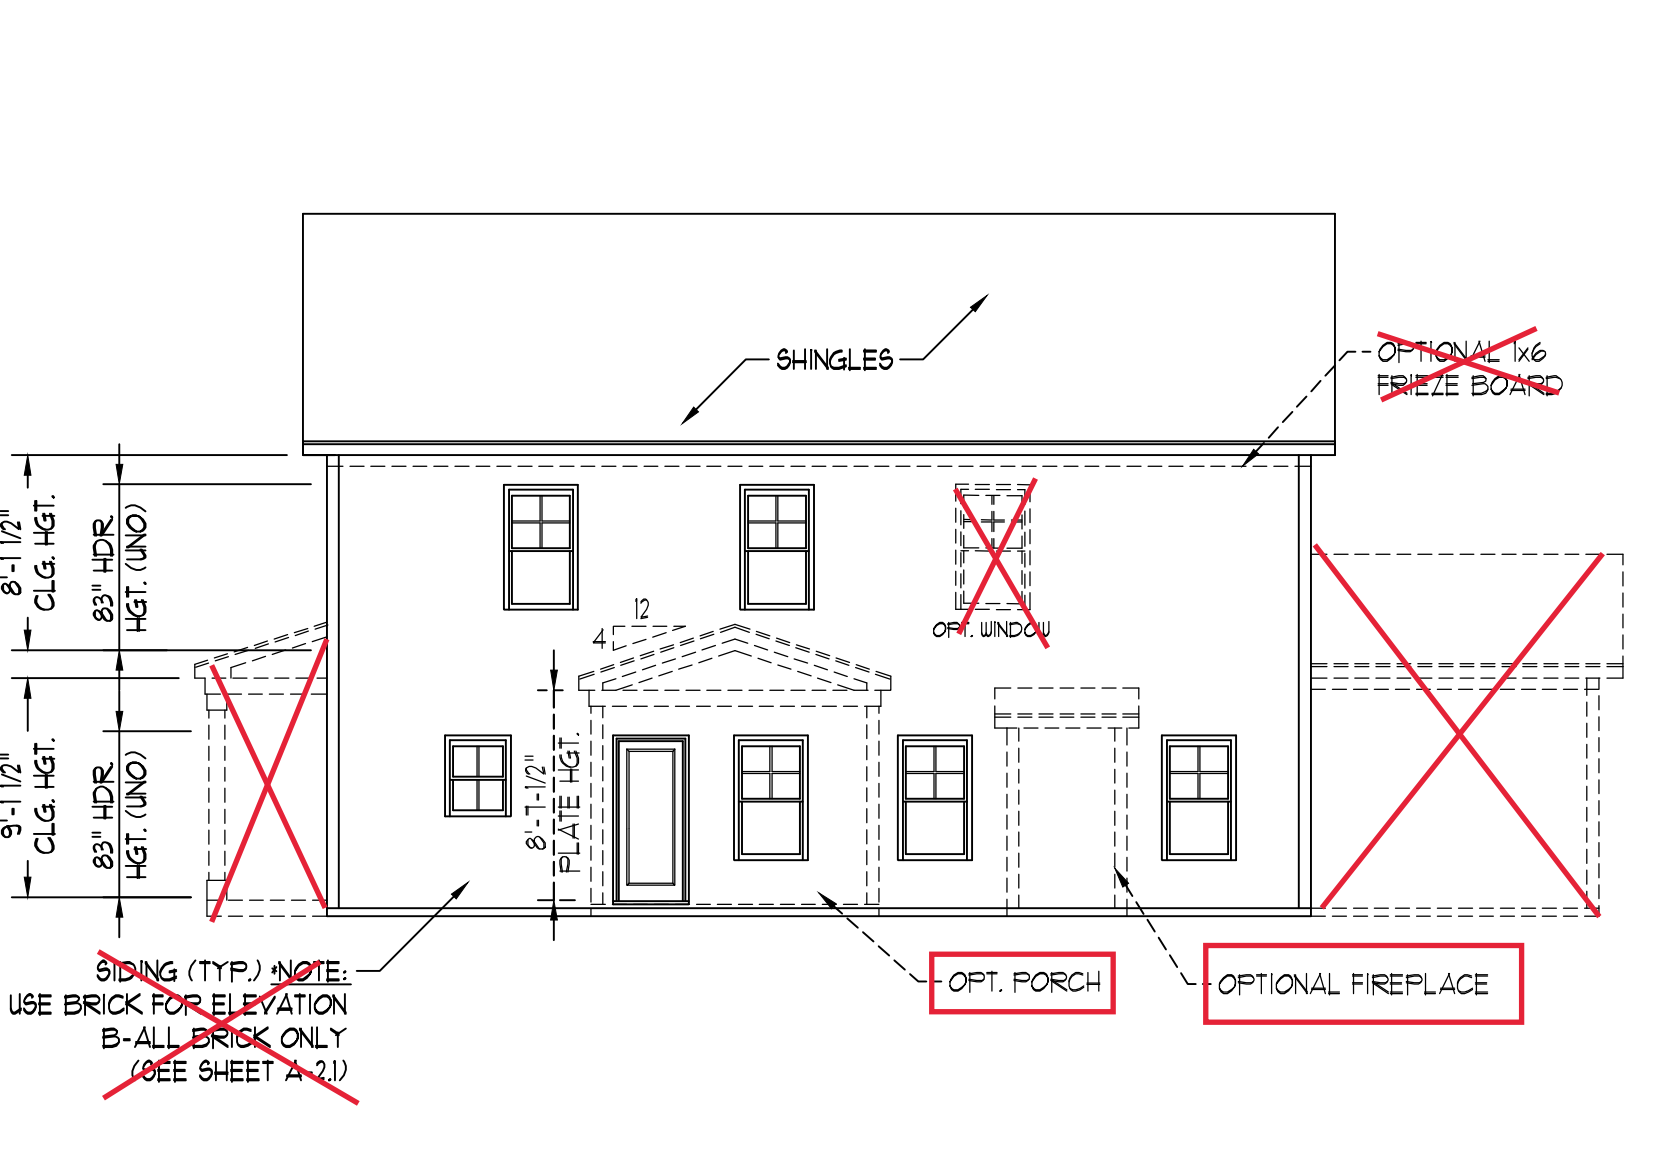 SHINGLES
OPTIONAL 1x6
FRIEZE BOARD
8'-1 1/2"
CLG. HGT.
83" HDR.
HGT. (UNO)
12
4
OPT. WINDOW
9'-1 1/2"
CLG. HGT.
83" HDR.
HGT. (UNO)
8'-1-1/2"
PLATE HGT.
SIDING (TYP.) *NOTE:
USE BRICK FOR ELEVATION
B-ALL BRICK ONLY
(SEE SHEET A-2.1)
OPT. PORCH
OPTIONAL FIREPLACE